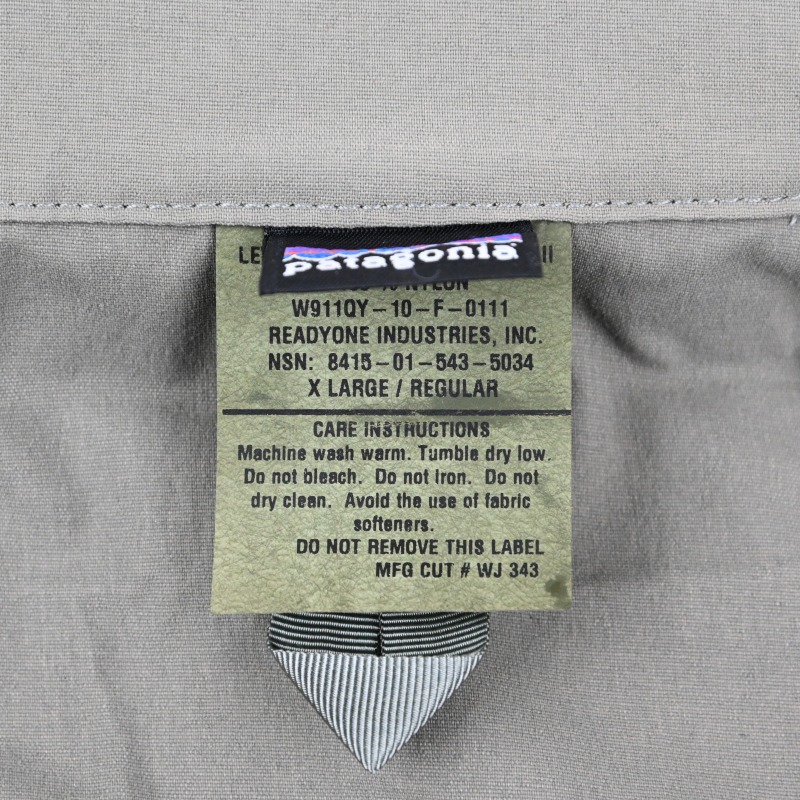 patagonia
W911QY-10-F-0111
READYONE INDUSTRIES, INC.
NSN: 8415-01-543-5034
X LARGE / REGULAR
CARE INSTRUCTIONS
Machine wash warm. Tumble dry low.
Do not bleach. Do not Iron. Do not
dry clean. Avoid the use of fabric
softeners.
DO NOT REMOVE THIS LABEL
MFG CUT # WJ 343